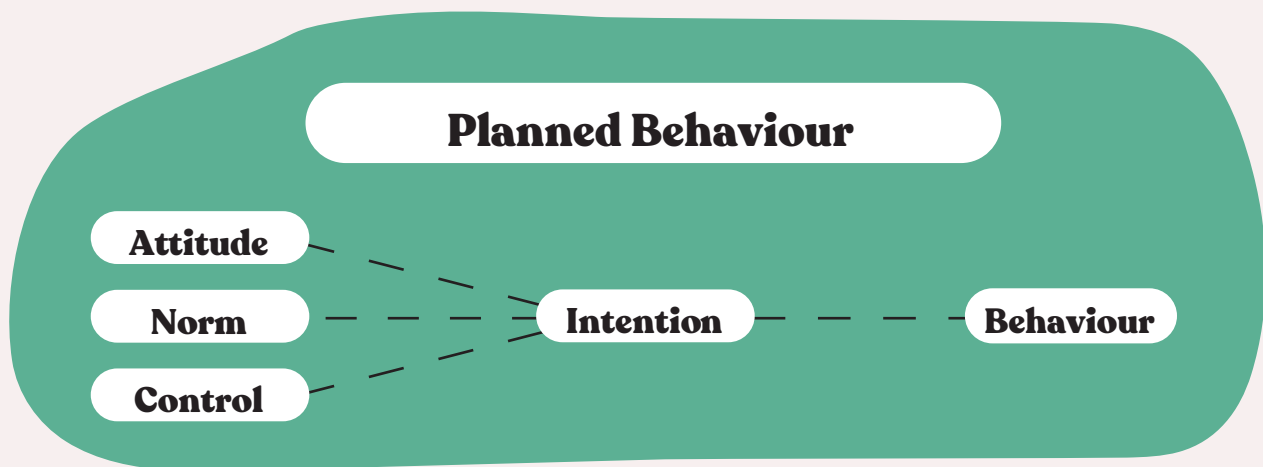 Planned Behaviour
Attitude
Norm
Control
Intention
Behaviour